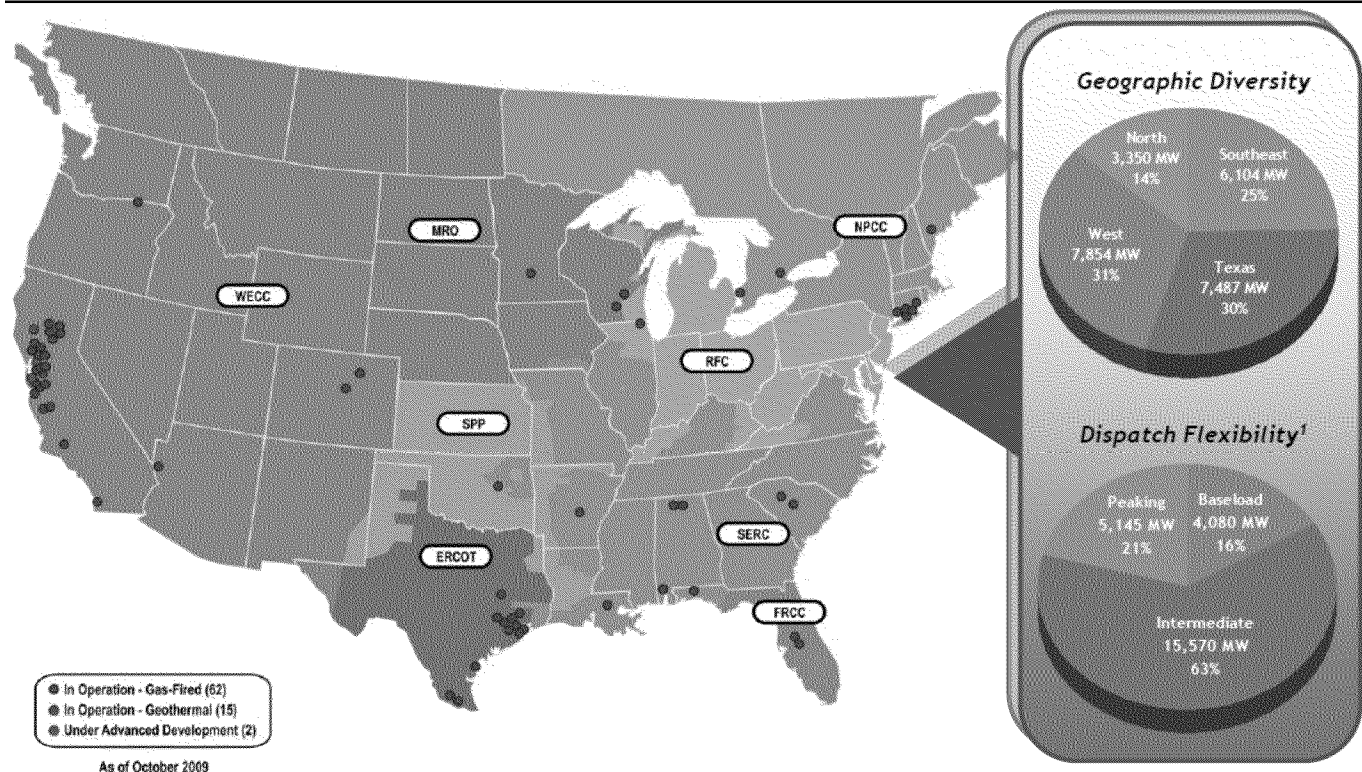 MRO
NPCC
WECC
RFC
SPP
SERC
ERCOT
FRCC
In Operation - Gas-Fired (62)
In Operation - Geothermal (15)
Under Advanced Development (2)
As of October 2009
Geographic Diversity
North
3,350 MW
14%
Southeast
6,104 MW
25%
West
7,854 MW
31%
Texas
7,487 MW
30%
Dispatch Flexibility¹
Peaking
5,145 MW
21%
Baseload
4,080 MW
16%
Intermediate
15,570 MW
63%